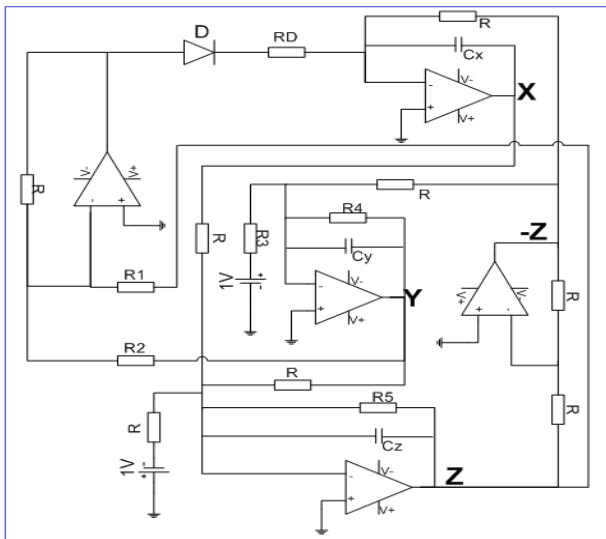 R
D
RD
Cx
-
+
V-
V+
X
R
V-
V+
-
+
R
R
R4
R3
Cy
-Z
1V
- +
-
+
V-
V+
Y
V+
V-
+
-
R
R1
R2
R
R5
R
R
Cz
1V
+ -
-
+
V-
V+
Z